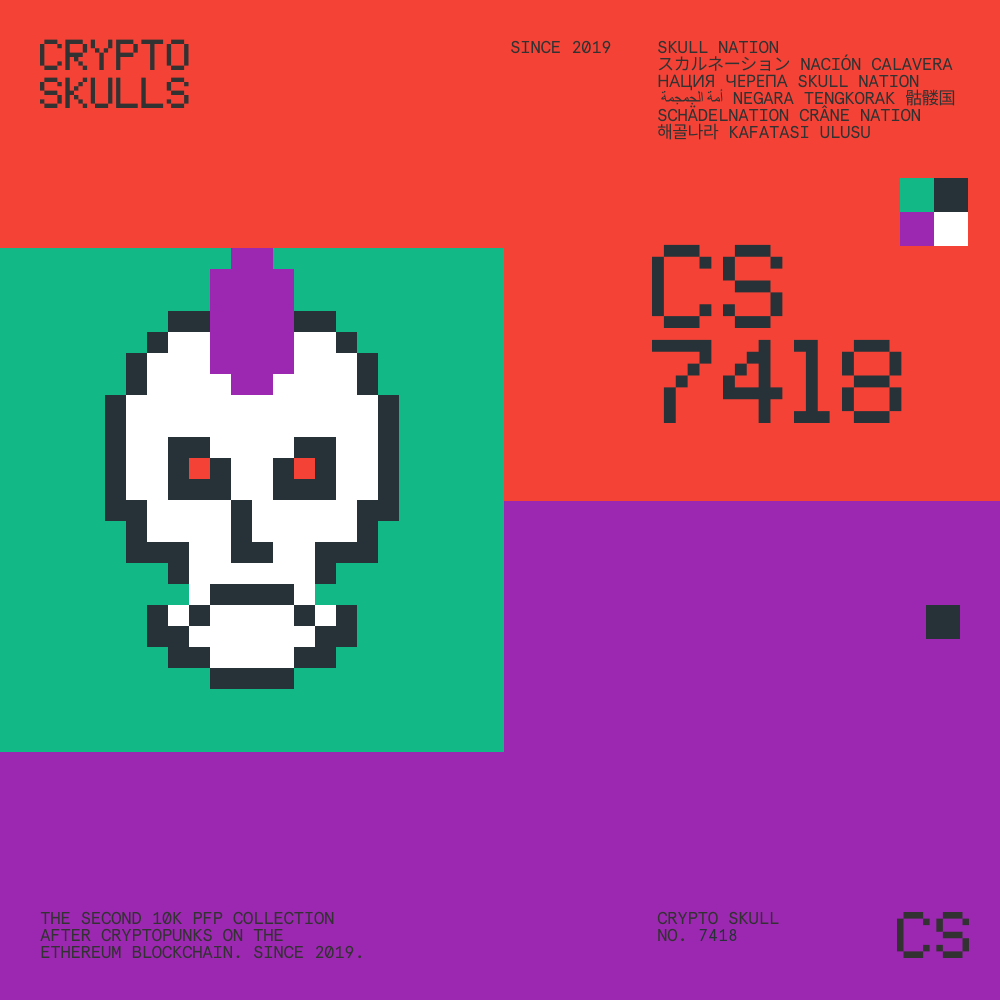 CRYPTO
SKULLS
SINCE 2019
SKULL NATION
スカルネーション NACIÓN CALAVERA
НАЦИЯ ЧЕРЕПА SKULL NATION
أمة الجمجمة NEGARA TENGKORAK 骷髅国
SCHÄDELNATION CRÂNE NATION
해골나라 KAFATASI ULUSU
CS
7418
THE SECOND 10K PFP COLLECTION
AFTER CRYPTOPUNKS ON THE
ETHEREUM BLOCKCHAIN. SINCE 2019.
CRYPTO SKULL
NO. 7418
CS